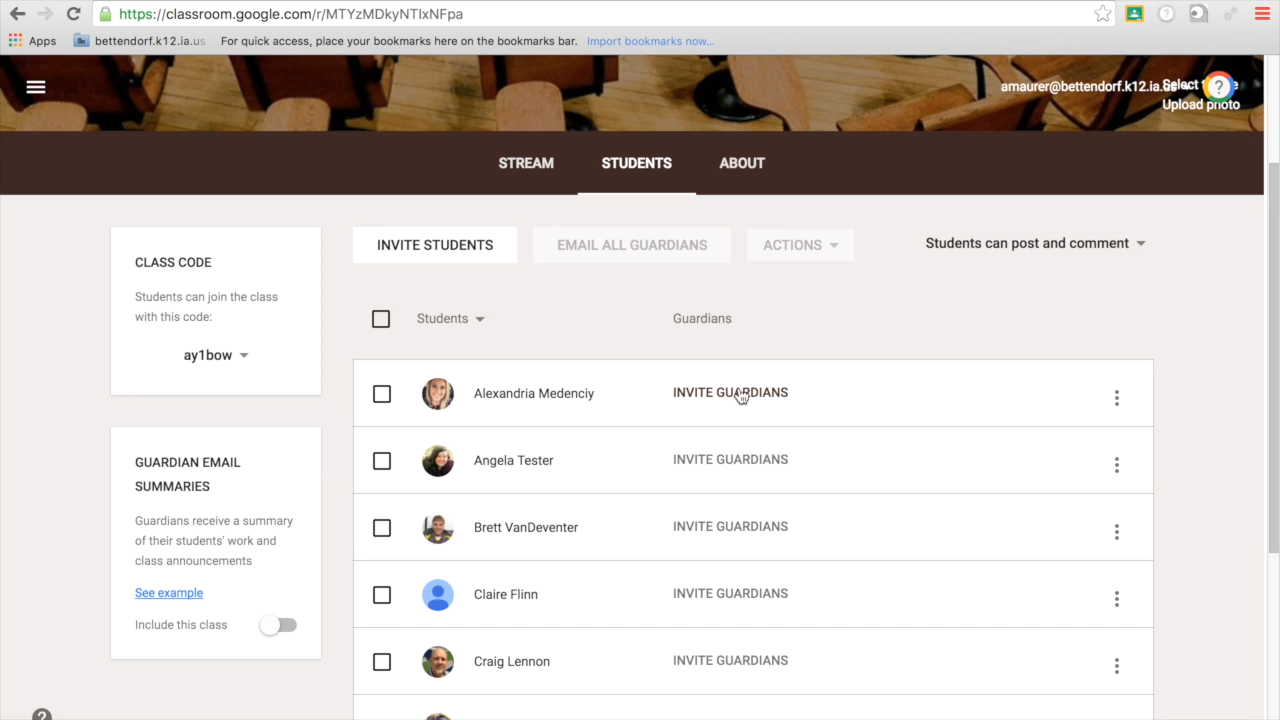 https://classroom.google.com/r/MTYzMDkyNTIxNFpa
Apps bettendorf.k12.ia.us For quick access, place your bookmarks here on the bookmarks bar. Import bookmarks now...
amaurer@bettendorf.k12.ia.us
Select theme
Upload photo
STREAM STUDENTS ABOUT
INVITE STUDENTS EMAIL ALL GUARDIANS ACTIONS Students can post and comment
CLASS CODE
Students can join the class
with this code:
ay1bow
Students Guardians
Alexandria Medenciy INVITE GUARDIANS
Angela Tester INVITE GUARDIANS
Brett VanDeventer INVITE GUARDIANS
Claire Flinn INVITE GUARDIANS
Craig Lennon INVITE GUARDIANS
GUARDIAN EMAIL
SUMMARIES
Guardians receive a summary
of their students' work and
class announcements
See example
Include this class
?